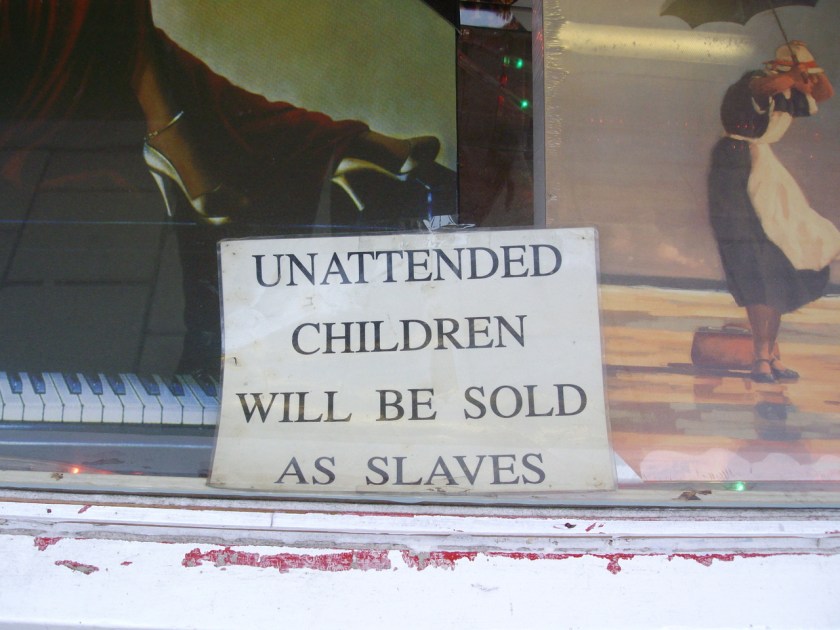 UNATTENDED
CHILDREN
WILL BE SOLD
AS SLAVES